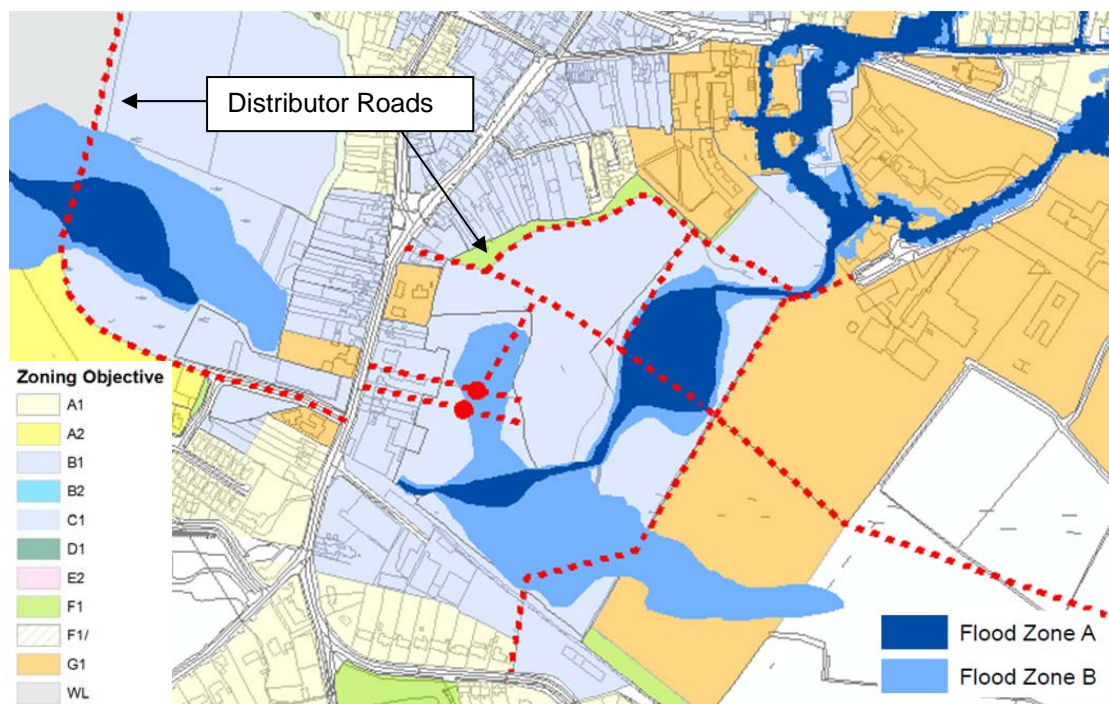 Distributor Roads
Zoning Objective
A1
A2
B1
B2
C1
D1
E2
F1
F1/
G1
WL
Flood Zone A
Flood Zone B